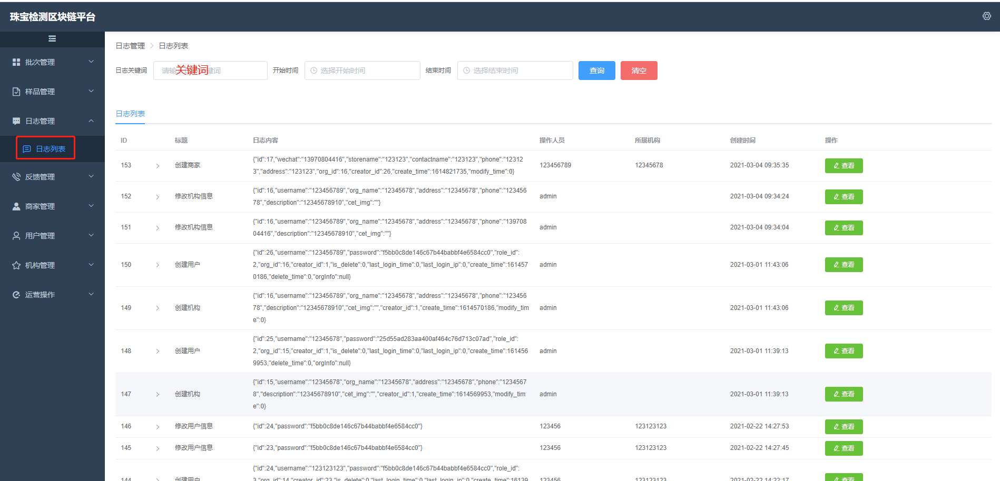 珠宝检测区块链平台
批次管理
样品管理
日志管理
日志列表
反馈管理
商家管理
用户管理
机构管理
运营操作
日志管理 日志列表
日志关键词 请输 关键词 键词 开始时间 选择开始时间 结束时间 选择结束时间 查询 清空
日志列表
ID 标题 日志内容 操作人员 所属机构 创建时间 操作
153 创建商家 {"id":17,"wechat":"13970804416","storename":"123123","contactname":"123123","phone":"12312
3","address":"123123","org_id":16,"creator_id":26,"create_time":1614821735,"modify_time":0} 123456789 12345678 2021-03-04 09:35:35 查看
152 修改机构信息 {"id":16,"username":"123456789","org_name":"12345678","address":"12345678","phone":"123456
78","description":"12345678910","cet_img":""} admin 2021-03-04 09:34:24 查看
151 修改机构信息 {"id":16,"username":"123456789","org_name":"12345678","address":"12345678","phone":"139708
04416","description":"12345678910","cet_img":""} admin 2021-03-04 09:34:04 查看
150 创建用户 {"id":26,"username":"123456789","password":"f5bb0c8de146c67b44babbf4e6584cc0","role_id":
2,"org_id":16,"creator_id":1,"is_delete":0,"last_login_time":0,"last_login_ip":0,"create_time":161457
0186,"delete_time":0,"orgInfo":null} admin 2021-03-01 11:43:06 查看
149 创建机构 {"id":16,"username":"123456789","org_name":"12345678","address":"12345678","phone":"123456
78","description":"12345678910","cet_img":"","creator_id":1,"create_time":1614570186,"modify_tim
e":0} admin 2021-03-01 11:43:06 查看
148 创建用户 {"id":25,"username":"12345678","password":"25d55ad283aa400af464c76d713c07ad","role_id":
2,"org_id":15,"creator_id":1,"is_delete":0,"last_login_time":0,"last_login_ip":0,"create_time":161456
9953,"delete_time":0,"orgInfo":null} admin 2021-03-01 11:39:13 查看
147 创建机构 {"id":15,"username":"12345678","org_name":"12345678","address":"12345678","phone":"1234567
8","description":"12345678910","cet_img":"","creator_id":1,"create_time":1614569953,"modify_tim
e":0} admin 2021-03-01 11:39:13 查看
146 修改用户信息 {"id":24,"password":"f5bb0c8de146c67b44babbf4e6584cc0"} 123456 123123123 2021-02-22 14:27:53 查看
145 修改用户信息 {"id":23,"password":"f5bb0c8de146c67b44babbf4e6584cc0"} 123456 123123123 2021-02-22 14:27:45 查看
{"id":24,"username":"123123123","password":"f5bb0c8de146c67b44babbf4e6584cc0","role_id":
144 创建用户 3,"org_id":14,"creator_id":23,"is_delete":0,"last_login_time":0,"last_login_ip":0,"create_time":16139 123456 123123123 2021-02-22 14:22:17 查看